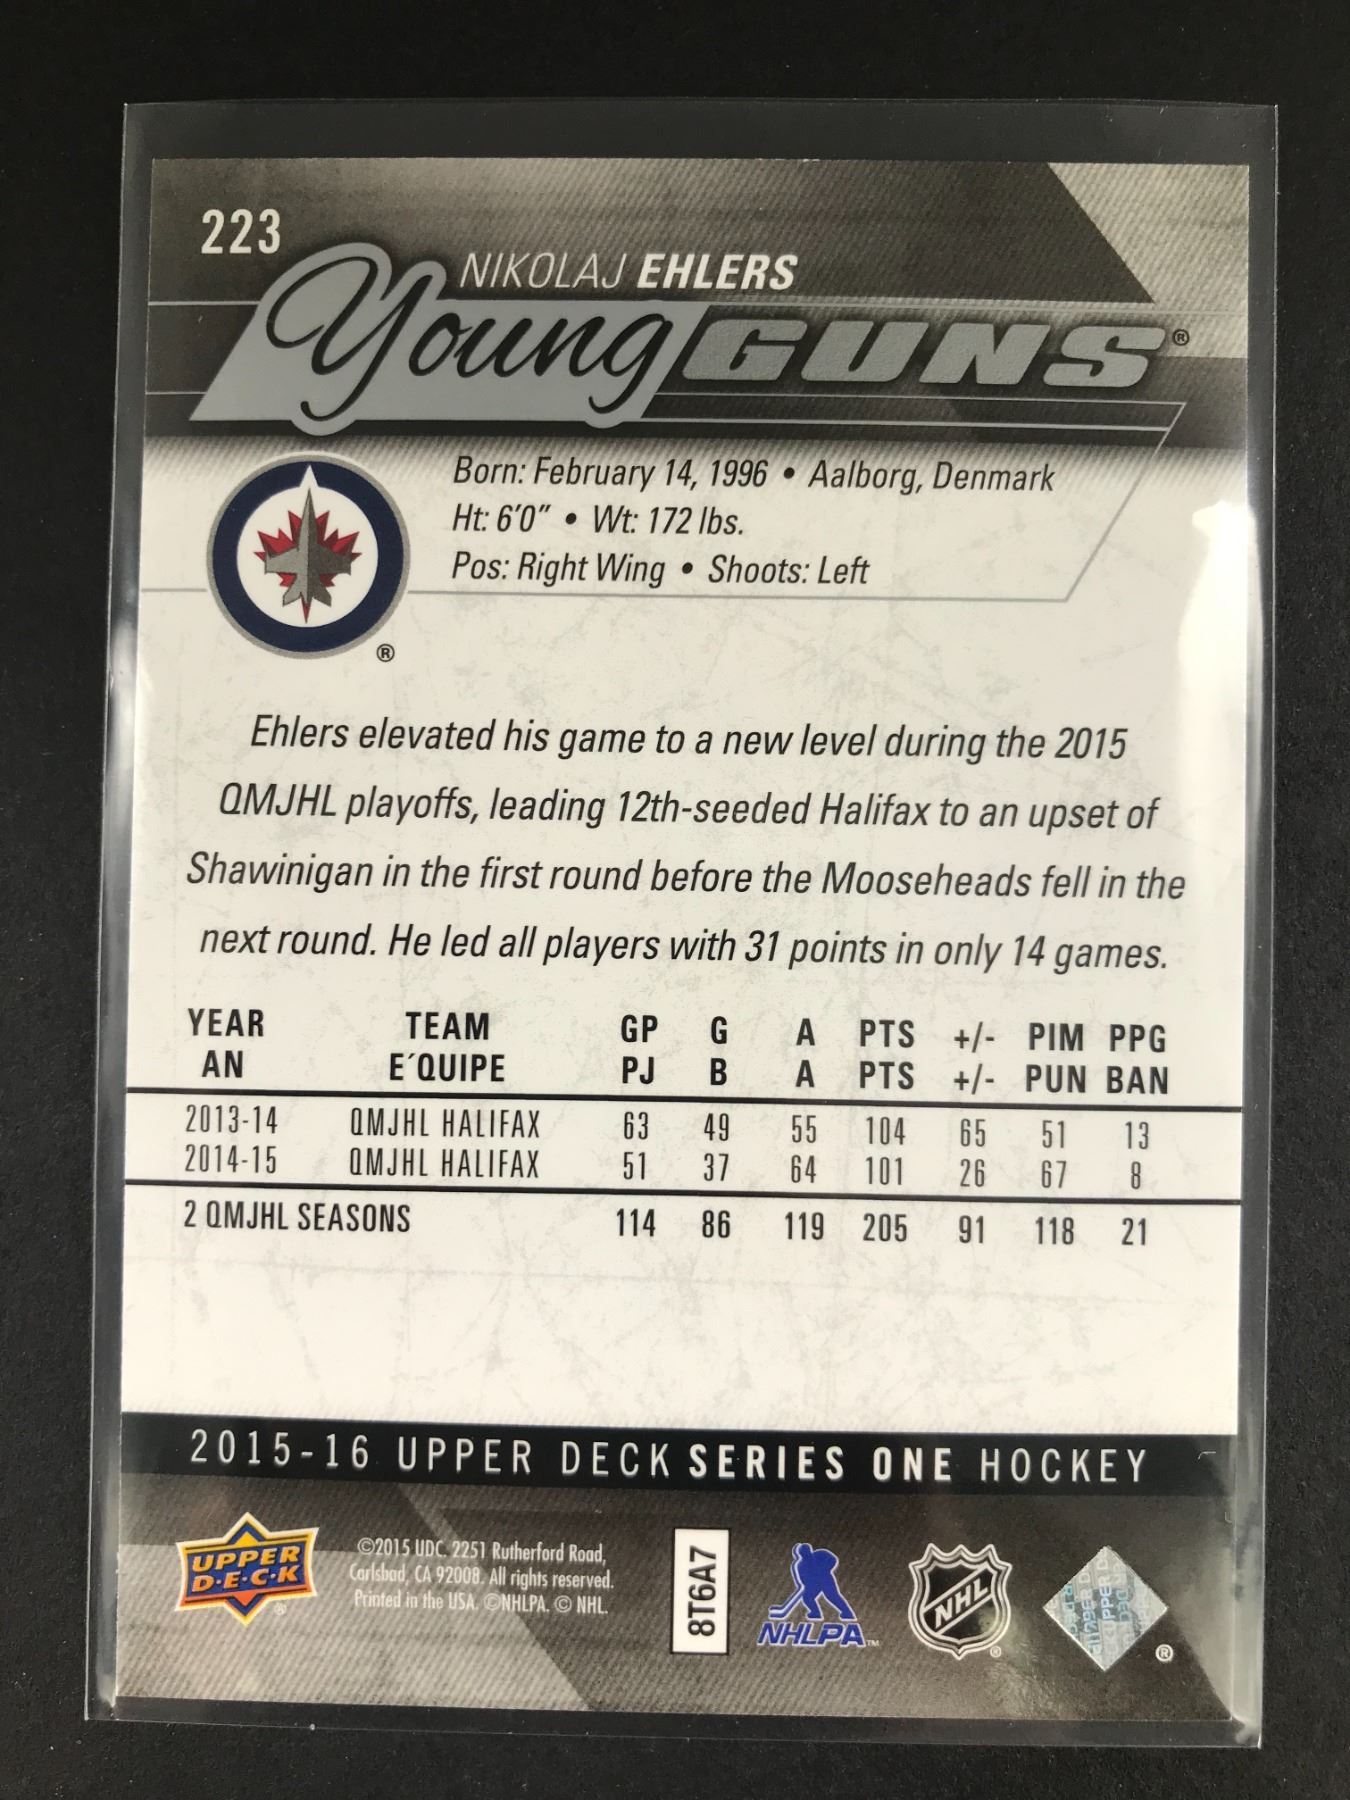 223
NIKOLAJ EHLERS
Young GUNS®
Born: February 14, 1996 • Aalborg, Denmark
Ht: 6'0" • Wt: 172 lbs.
Pos: Right Wing • Shoots: Left
®
Ehlers elevated his game to a new level during the 2015
QMJHL playoffs, leading 12th-seeded Halifax to an upset of
Shawinigan in the first round before the Mooseheads fell in the
next round. He led all players with 31 points in only 14 games.
YEAR TEAM GP G A PTS +/- PIM PPG
AN E´QUIPE PJ B A PTS +/- PUN BAN
2013-14 QMJHL HALIFAX 63 49 55 104 65 51 13
2014-15 QMJHL HALIFAX 51 37 64 101 26 67 8
2 QMJHL SEASONS 114 86 119 205 91 118 21
2015-16 UPPER DECK SERIES ONE HOCKEY
UPPER
D·E·C·K
®
©2015 UDC. 2251 Rutherford Road,
Carlsbad, CA 92008. All rights reserved.
Printed in the USA. ©NHLPA. © NHL.
8T6A7
NHLPA™
NHL
®
®